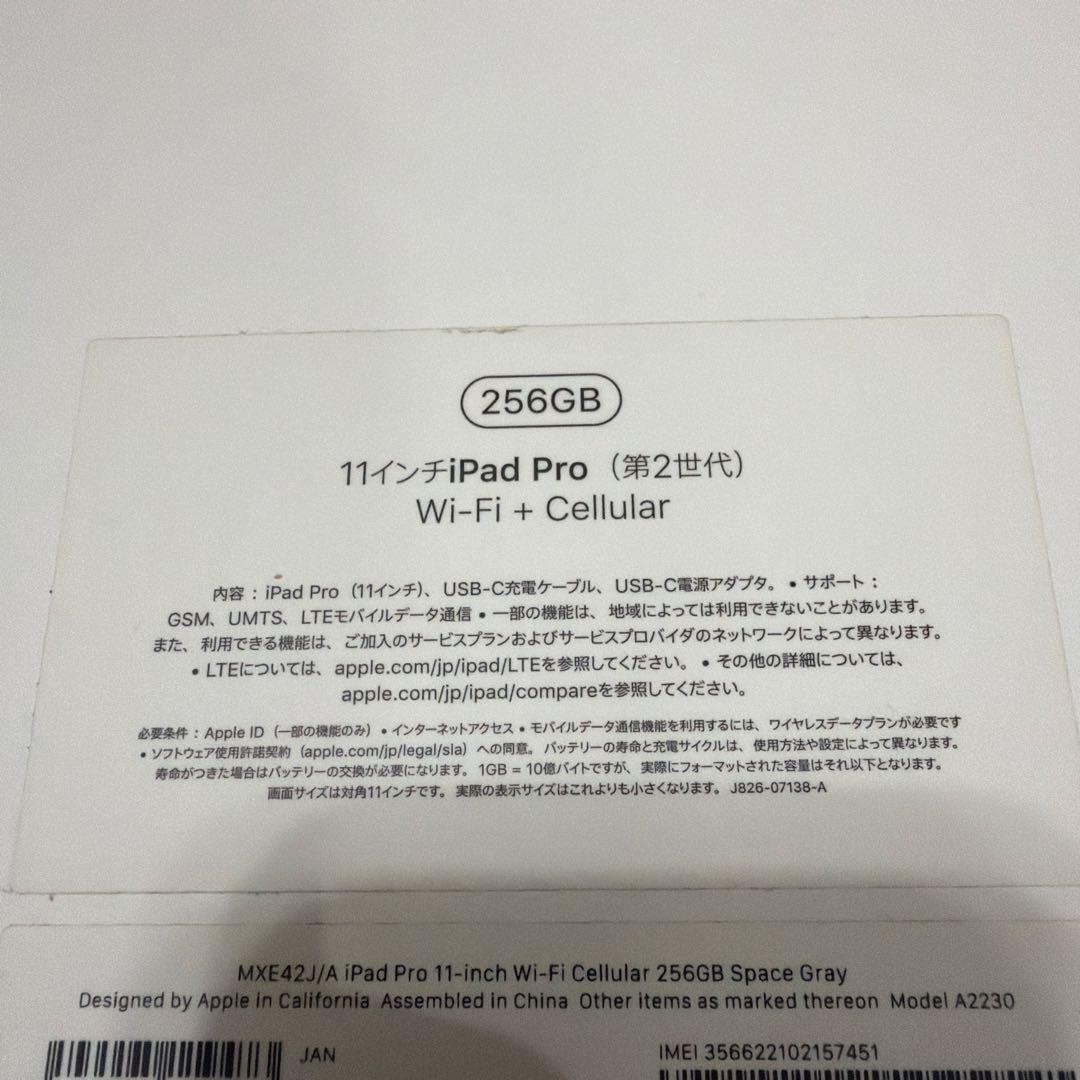 256GB
11インチiPad Pro（第2世代）
Wi-Fi + Cellular
内容：iPad Pro（11インチ）、USB-C充電ケーブル、USB-C電源アダプタ。• サポート：
GSM、UMTS、LTEモバイルデータ通信 • 一部の機能は、地域によっては利用できないことがあります。
また、利用できる機能は、ご加入のサービスプランおよびサービスプロバイダのネットワークによって異なります。
• LTEについては、apple.com/jp/ipad/LTEを参照してください。• その他の詳細については、
apple.com/jp/ipad/compareを参照してください。
必要条件：Apple ID（一部の機能のみ）• インターネットアクセス • モバイルデータ通信機能を利用するには、ワイヤレスデータプランが必要です
• ソフトウェア使用許諾契約（apple.com/jp/legal/sla）への同意。バッテリーの寿命と充電サイクルは、使用方法や設定によって異なります。
寿命がつきた場合はバッテリーの交換が必要になります。1GB = 10億バイトですが、実際にフォーマットされた容量はそれ以下となります。
画面サイズは対角11インチです。実際の表示サイズはこれよりも小さくなります。J826-07138-A
MXE42J/A iPad Pro 11-inch Wi-Fi Cellular 256GB Space Gray
Designed by Apple in California Assembled in China Other items as marked thereon Model A2230
JAN
IMEI 356622102157451